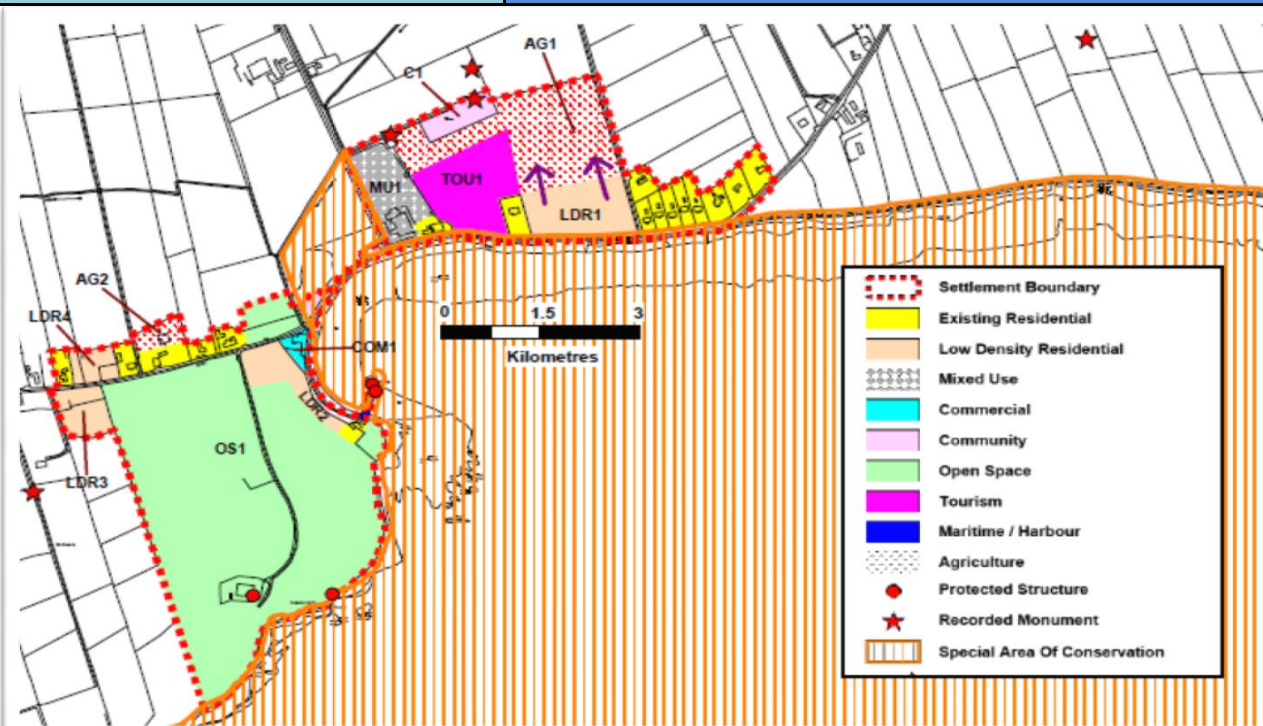 AG1
C1
MU1
TOU1
LDR1
AG2
LDR4
0 1.5 3
Kilometres
COM1
LDR2
OS1
LDR3
Settlement Boundary
Existing Residential
Low Density Residential
Mixed Use
Commercial
Community
Open Space
Tourism
Maritime / Harbour
Agriculture
Protected Structure
Recorded Monument
Special Area Of Conservation